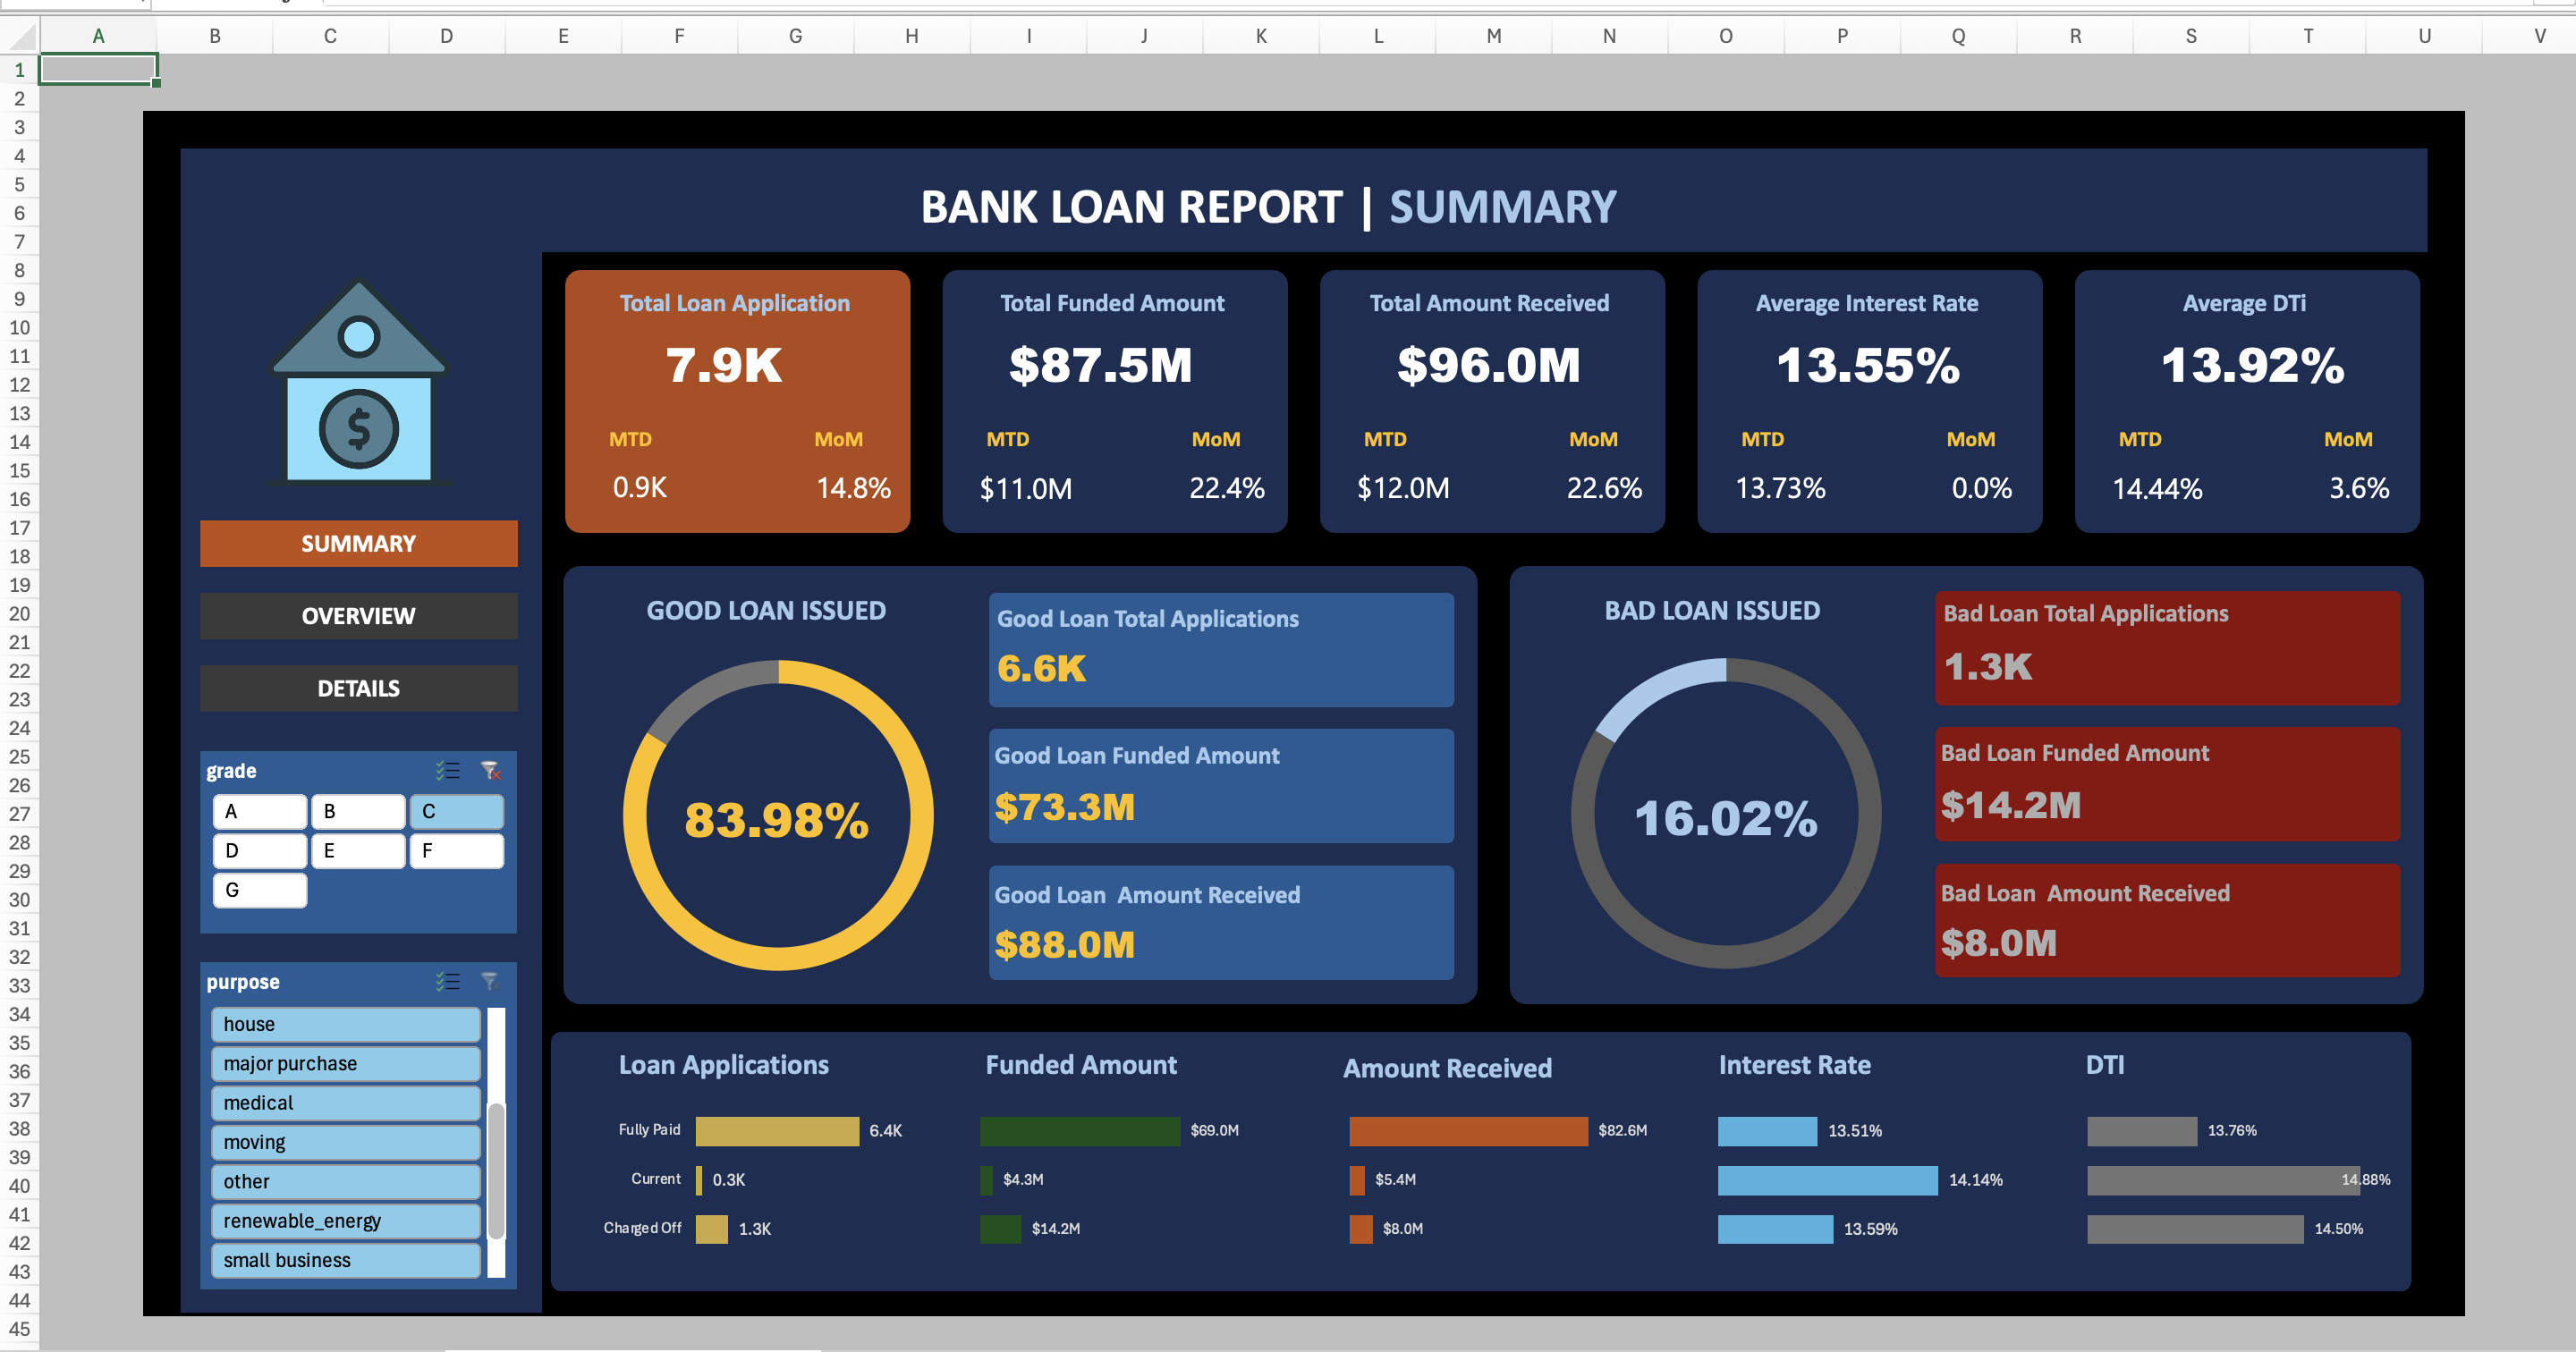 A B C D E F G H I J K L M N O P Q R S T U V
1
2
3
4
5
6
7
8
9
10
11
12
13
14
15
16
17
18
19
20
21
22
23
24
25
26
27
28
29
30
31
32
33
34
35
36
37
38
39
40
41
42
43
44
45
BANK LOAN REPORT | SUMMARY
$
SUMMARY
OVERVIEW
DETAILS
grade
A B C
D E F
G
purpose
house
major purchase
medical
moving
other
renewable_energy
small business
Total Loan Application
7.9K
MTD MoM
0.9K 14.8%
Total Funded Amount
$87.5M
MTD MoM
$11.0M 22.4%
Total Amount Received
$96.0M
MTD MoM
$12.0M 22.6%
Average Interest Rate
13.55%
MTD MoM
13.73% 0.0%
Average DTi
13.92%
MTD MoM
14.44% 3.6%
GOOD LOAN ISSUED
83.98%
Good Loan Total Applications
6.6K
Good Loan Funded Amount
$73.3M
Good Loan  Amount Received
$88.0M
BAD LOAN ISSUED
16.02%
Bad Loan Total Applications
1.3K
Bad Loan Funded Amount
$14.2M
Bad Loan  Amount Received
$8.0M
Loan Applications
Fully Paid 6.4K
Current 0.3K
Charged Off 1.3K
Funded Amount
$69.0M
$4.3M
$14.2M
Amount Received
$82.6M
$5.4M
$8.0M
Interest Rate
13.51%
14.14%
13.59%
DTI
13.76%
14.88%
14.50%